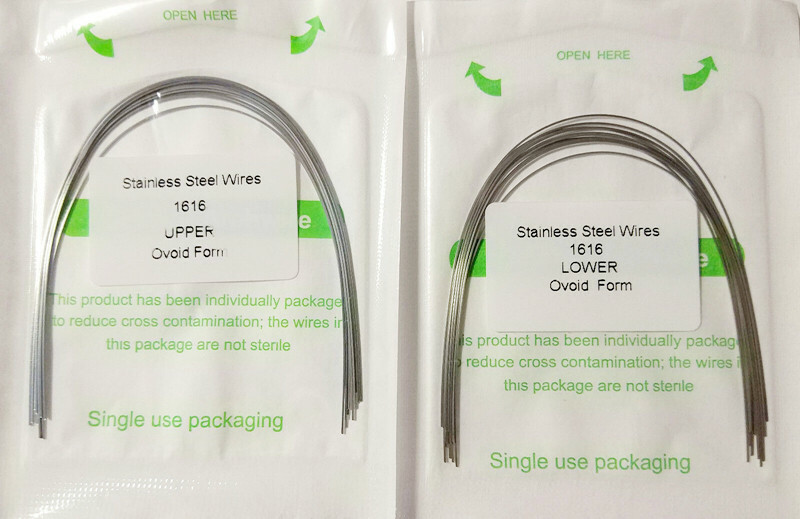 OPEN HERE
Stainless Steel Wires
1616
UPPER
Ovoid Form
This product has been individually package
to reduce cross contamination; the wires in
this package are not sterile
Single use packaging
OPEN HERE
Stainless Steel Wires
1616
LOWER
Ovoid Form
is product has been individually packag
o reduce cross contamination; the wires i
this package are not sterile
Single use packaging